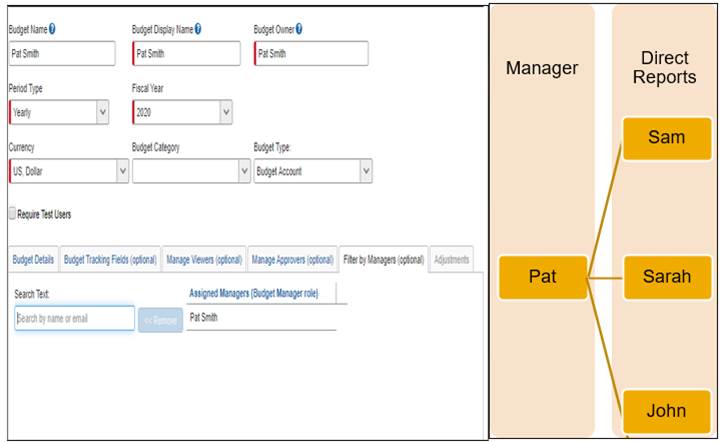 Budget Name Budget Display Name Budget Owner
Pat Smith Pat Smith Pat Smith
Period Type Fiscal Year
Yearly 2020
Currency Budget Category Budget Type:
US, Dollar Budget Account
Require Test Users
Budget Details Budget Tracking Fields (optional) Manage Viewers (optional) Manage Approvers (optional) Filter by Managers (optional) Adjustments
Search Text: Assigned Managers (Budget Manager role)
Search by name or email << Remove Pat Smith
Manager
Direct
Reports
Sam
Pat
Sarah
John